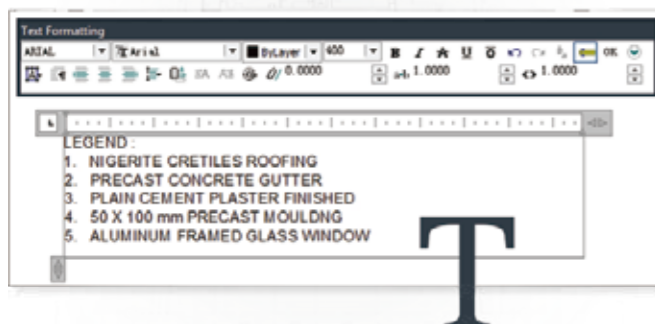 Text Formatting
ARIAL Arial ByLayer 400 B I A U O OK
0/ 0.0000 a-b 1.0000 1.0000
LEGEND :
1. NIGERITE CRETILES ROOFING
2. PRECAST CONCRETE GUTTER
3. PLAIN CEMENT PLASTER FINISHED
4. 50 X 100 mm PRECAST MOULDNG
5. ALUMINUM FRAMED GLASS WINDOW
T